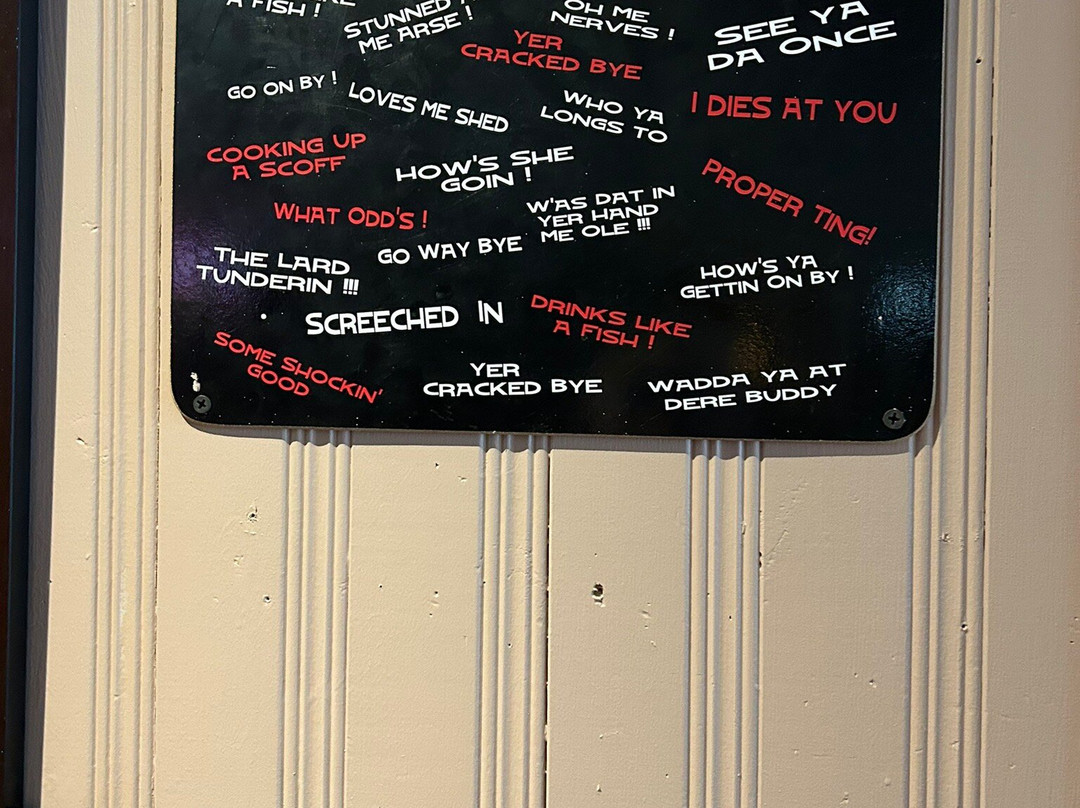 A FISH !
STUNNED
ME ARSE !
OH ME
NERVES !
SEE YA
DA ONCE
YER
CRACKED BYE
GO ON BY !
LOVES ME SHED
WHO YA
LONGS TO
I DIES AT YOU
COOKING UP
A SCOFF
HOW'S SHE
GOIN !
PROPER TING!
WHAT ODD'S !
W'AS DAT IN
YER HAND
ME OLE !!!
GO WAY BYE
THE LARD
TUNDERIN !!!
HOW'S YA
GETTIN ON BY !
SCREECHED IN
DRINKS LIKE
A FISH !
SOME SHOCKIN'
GOOD
YER
CRACKED BYE
WADDA YA AT
DERE BUDDY